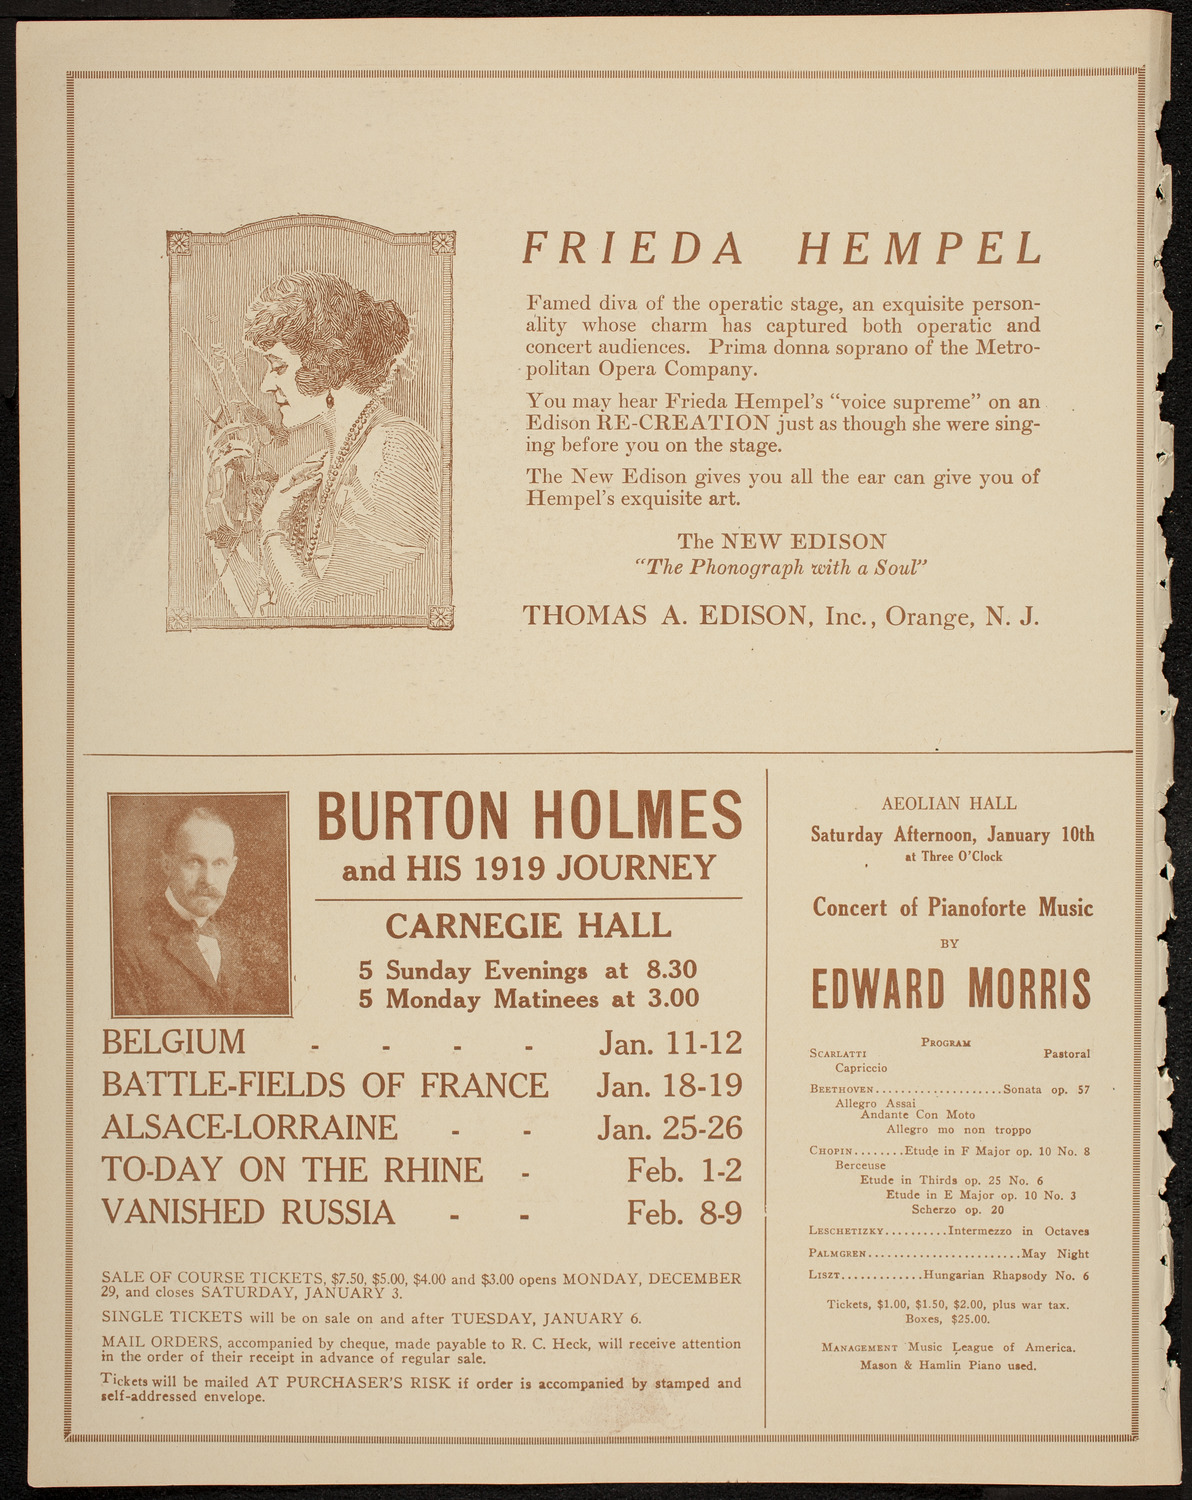 FRIEDA HEMPEL
Famed diva of the operatic stage, an exquisite person-
ality whose charm has captured both operatic and
concert audiences. Prima donna soprano of the Metro-
politan Opera Company.
You may hear Frieda Hempel's "voice supreme" on an
Edison RE-CREATION just as though she were sing-
ing before you on the stage.
The New Edison gives you all the ear can give you of
Hempel's exquisite art.
The NEW EDISON
"The Phonograph with a Soul"
THOMAS A. EDISON, Inc., Orange, N. J.
BURTON HOLMES
and HIS 1919 JOURNEY
CARNEGIE HALL
5 Sunday Evenings at 8.30
5 Monday Matinees at 3.00
BELGIUM - - - - Jan. 11-12
BATTLE-FIELDS OF FRANCE Jan. 18-19
ALSACE-LORRAINE - - Jan. 25-26
TO-DAY ON THE RHINE - Feb. 1-2
VANISHED RUSSIA - - Feb. 8-9
SALE OF COURSE TICKETS, $7.50, $5.00, $4.00 and $3.00 opens MONDAY, DECEMBER
29, and closes SATURDAY, JANUARY 3.
SINGLE TICKETS will be on sale on and after TUESDAY, JANUARY 6.
MAIL ORDERS, accompanied by cheque, made payable to R. C. Heck, will receive attention
in the order of their receipt in advance of regular sale.
Tickets will be mailed AT PURCHASER'S RISK if order is accompanied by stamped and
self-addressed envelope.
AEOLIAN HALL
Saturday Afternoon, January 10th
at Three O'Clock
Concert of Pianoforte Music
BY
EDWARD MORRIS
PROGRAM
SCARLATTI Pastoral
Capriccio
BEETHOVEN....................Sonata op. 57
Allegro Assai
Andante Con Moto
Allegro mo non troppo
CHOPIN........Etude in F Major op. 10 No. 8
Berceuse
Etude in Thirds op. 25 No. 6
Etude in E Major op. 10 No. 3
Scherzo op. 20
LESCHETIZKY..........Intermezzo in Octaves
PALMGREN........................May Night
LISZT.............Hungarian Rhapsody No. 6
Tickets, $1.00, $1.50, $2.00, plus war tax.
Boxes, $25.00.
MANAGEMENT Music League of America.
Mason & Hamlin Piano used.